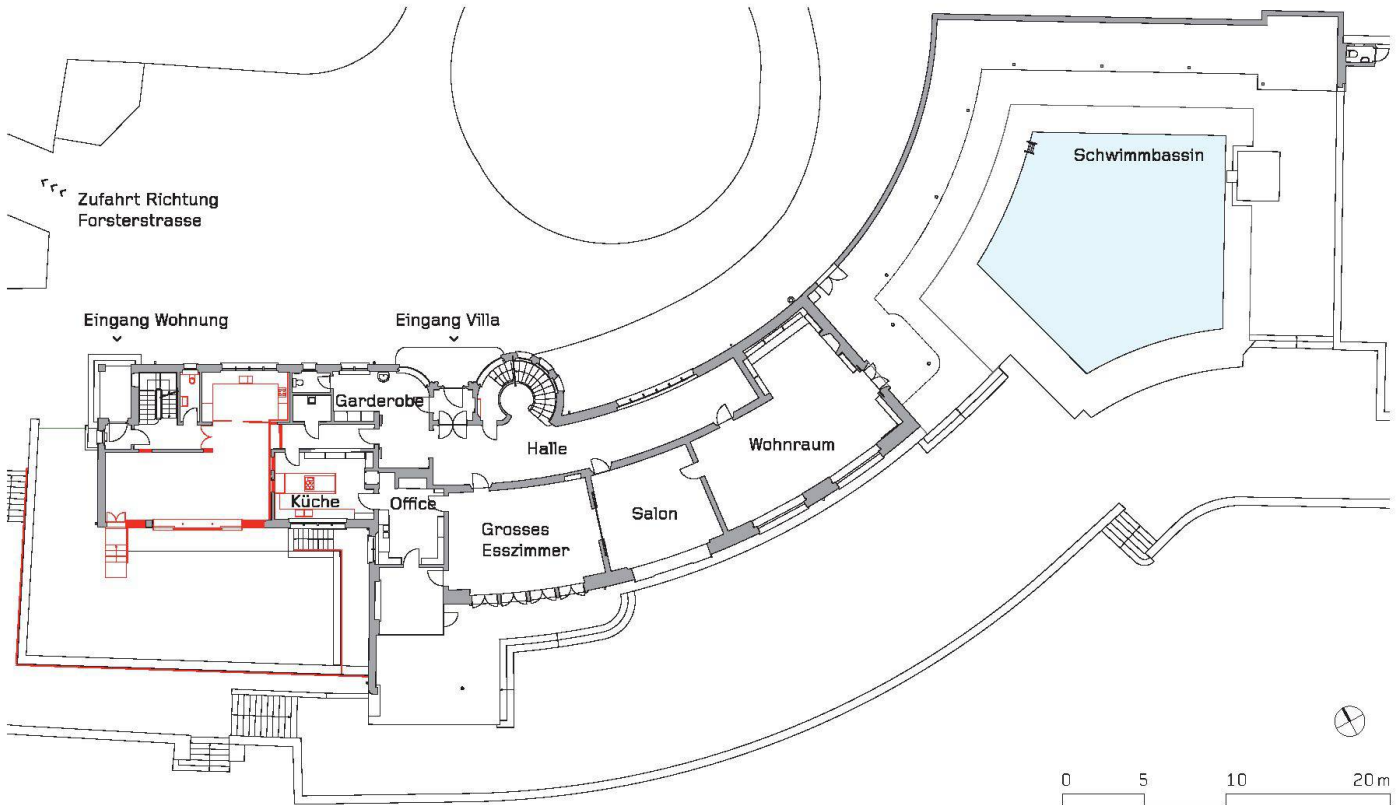 Schwimmbassin
Zufahrt Richtung
Forsterstrasse
Eingang Wohnung
Eingang Villa
Garderobe
Halle
Wohnraum
Küche
Office
Salon
Grosses
Esszimmer
0 5 10 20 m